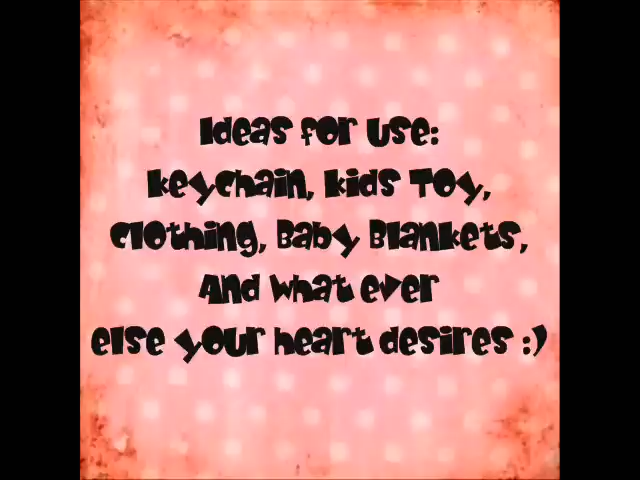 Ideas for Use:
Keychain, Kids Toy,
Clothing, Baby Blankets,
And what ever
else your heart desires :)